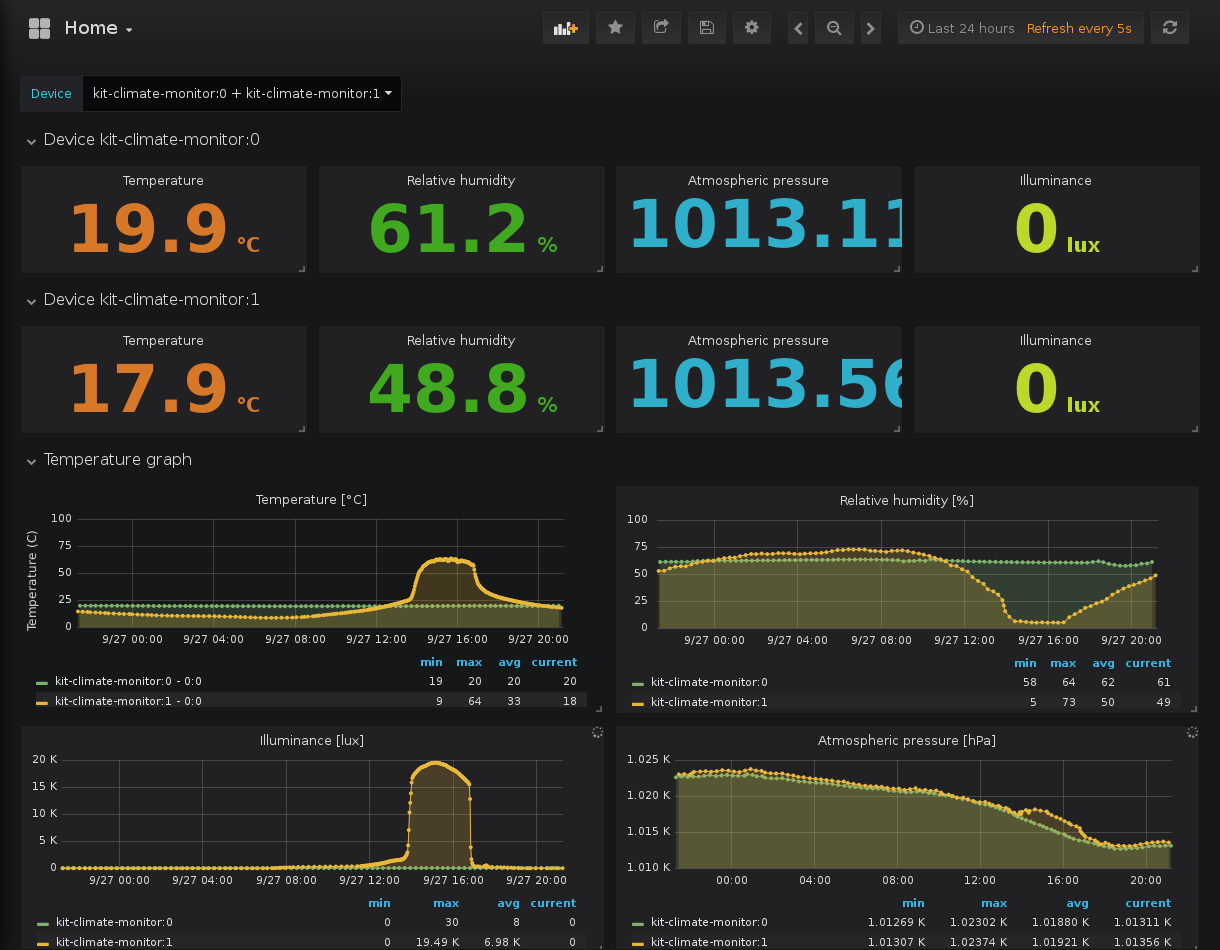 Home
Last 24 hours Refresh every 5s
Device kit-climate-monitor:0 + kit-climate-monitor:1
Device kit-climate-monitor:0
Temperature Relative humidity Atmospheric pressure Illuminance
19.9 °C 61.2 % 1013.11 0 lux
Device kit-climate-monitor:1
Temperature Relative humidity Atmospheric pressure Illuminance
17.9 °C 48.8 % 1013.56 0 lux
Temperature graph
Temperature [°C]
Temperature (C)
100
75
50
25
0
9/27 00:00 9/27 04:00 9/27 08:00 9/27 12:00 9/27 16:00 9/27 20:00
min max avg current
kit-climate-monitor:0 - 0:0 19 20 20 20
kit-climate-monitor:1 - 0:0 9 64 33 18
Relative humidity [%]
100
75
50
25
0
9/27 00:00 9/27 04:00 9/27 08:00 9/27 12:00 9/27 16:00 9/27 20:00
min max avg current
kit-climate-monitor:0 58 64 62 61
kit-climate-monitor:1 5 73 50 49
Illuminance [lux]
20 K
15 K
10 K
5 K
0
9/27 00:00 9/27 04:00 9/27 08:00 9/27 12:00 9/27 16:00 9/27 20:00
min max avg current
kit-climate-monitor:0 0 30 8 0
kit-climate-monitor:1 0 19.49 K 6.98 K 0
Atmospheric pressure [hPa]
1.025 K
1.020 K
1.015 K
1.010 K
00:00 04:00 08:00 12:00 16:00 20:00
min max avg current
kit-climate-monitor:0 1.01269 K 1.02302 K 1.01880 K 1.01311 K
kit-climate-monitor:1 1.01307 K 1.02374 K 1.01921 K 1.01356 K